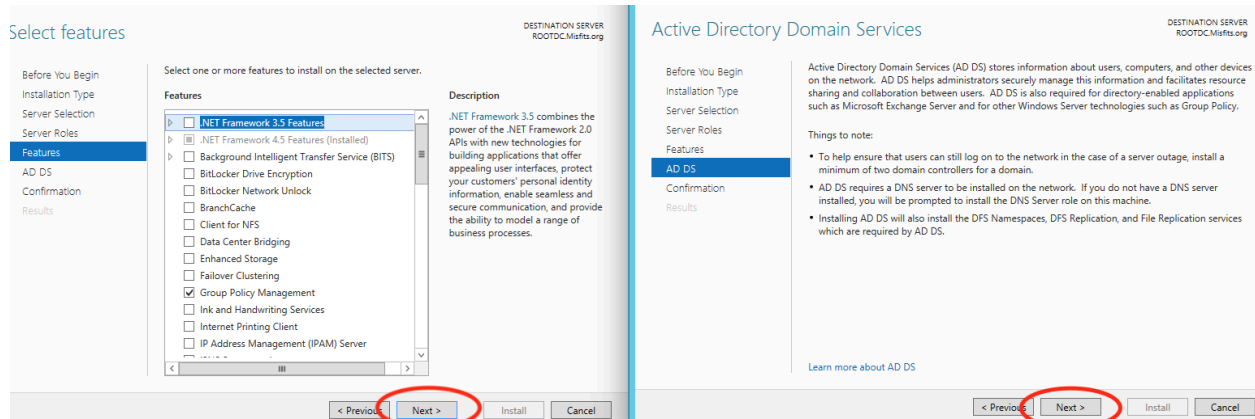 Select features
DESTINATION SERVER
ROOTDC.Misfits.org
Before You Begin
Installation Type
Server Selection
Server Roles
Features
AD DS
Confirmation
Results
Select one or more features to install on the selected server.
Features
.NET Framework 3.5 Features
.NET Framework 4.5 Features (Installed)
Background Intelligent Transfer Service (BITS)
BitLocker Drive Encryption
BitLocker Network Unlock
BranchCache
Client for NFS
Data Center Bridging
Enhanced Storage
Failover Clustering
Group Policy Management
Ink and Handwriting Services
Internet Printing Client
IP Address Management (IPAM) Server
Description
.NET Framework 3.5 combines the
power of the .NET Framework 2.0
APIs with new technologies for
building applications that offer
appealing user interfaces, protect
your customers' personal identity
information, enable seamless and
secure communication, and provide
the ability to model a range of
business processes.
< Previous
Next >
Install
Cancel
Active Directory Domain Services
DESTINATION SERVER
ROOTDC.Misfits.org
Before You Begin
Installation Type
Server Selection
Server Roles
Features
AD DS
Confirmation
Results
Active Directory Domain Services (AD DS) stores information about users, computers, and other devices
on the network. AD DS helps administrators securely manage this information and facilitates resource
sharing and collaboration between users. AD DS is also required for directory-enabled applications
such as Microsoft Exchange Server and for other Windows Server technologies such as Group Policy.
Things to note:
• To help ensure that users can still log on to the network in the case of a server outage, install a
minimum of two domain controllers for a domain.
• AD DS requires a DNS server to be installed on the network. If you do not have a DNS server
installed, you will be prompted to install the DNS Server role on this machine.
• Installing AD DS will also install the DFS Namespaces, DFS Replication, and File Replication services
which are required by AD DS.
Learn more about AD DS
< Previous
Next >
Install
Cancel